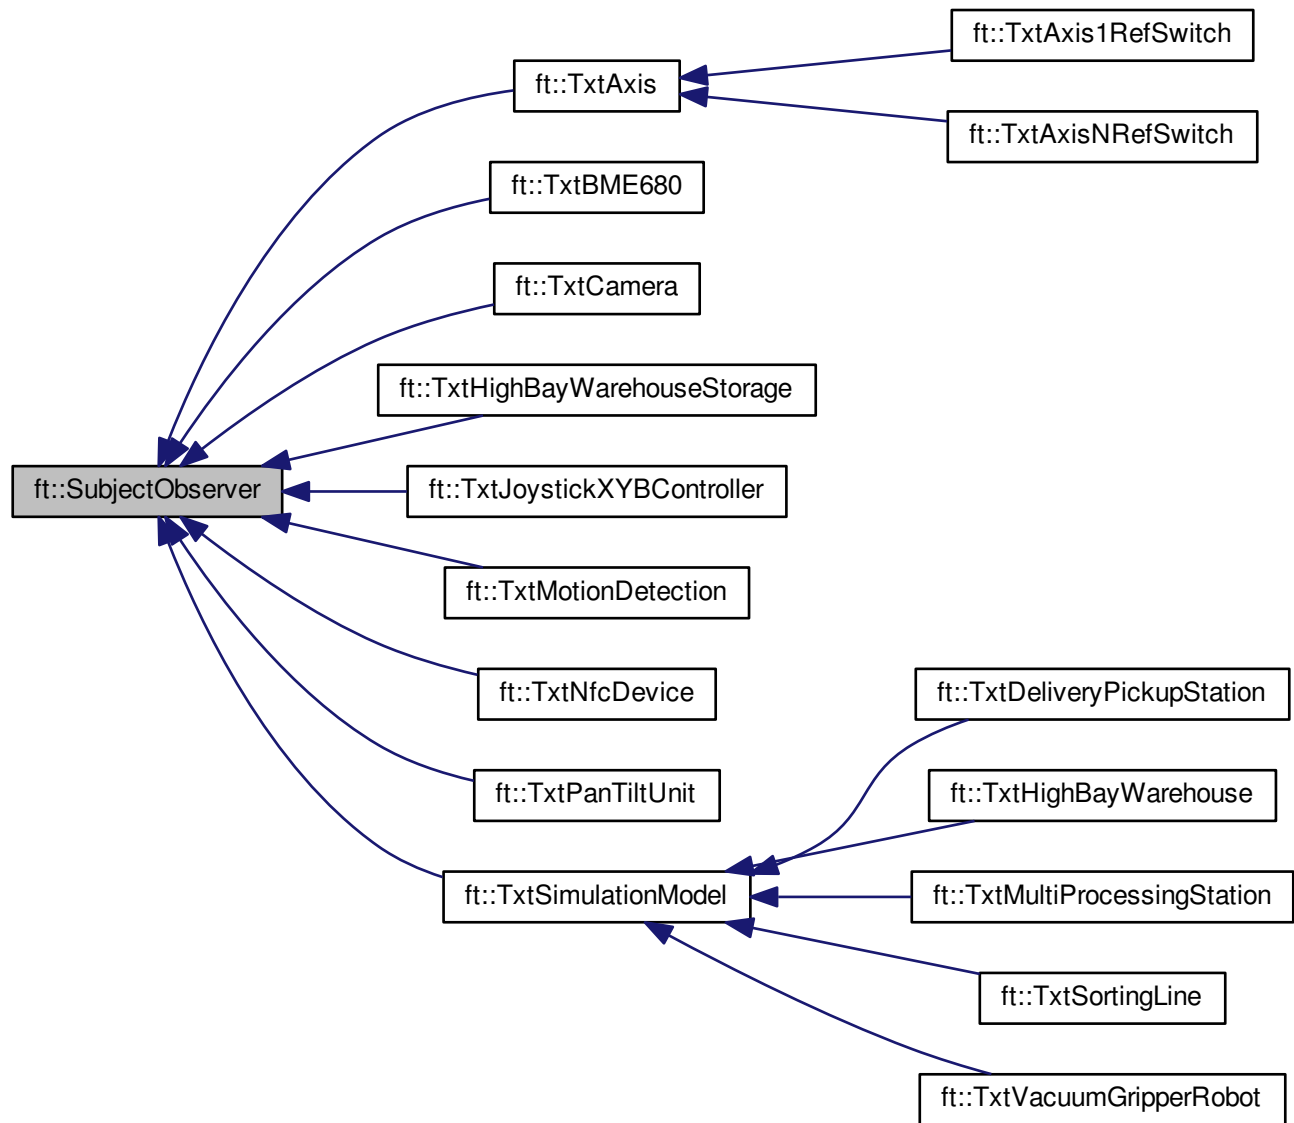 ft::TxtAxis1RefSwitch
ft::TxtAxis
ft::TxtAxisNRefSwitch
ft::TxtBME680
ft::TxtCamera
ft::TxtHighBayWarehouseStorage
ft::SubjectObserver
ft::TxtJoystickXYBController
ft::TxtMotionDetection
ft::TxtNfcDevice
ft::TxtDeliveryPickupStation
ft::TxtPanTiltUnit
ft::TxtHighBayWarehouse
ft::TxtSimulationModel
ft::TxtMultiProcessingStation
ft::TxtSortingLine
ft::TxtVacuumGripperRobot